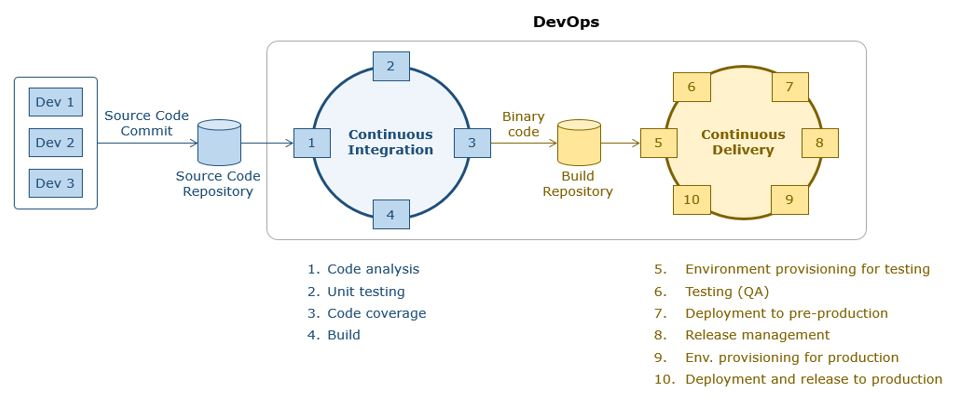 DevOps
Dev 1
Dev 2
Dev 3
Source Code
Commit
Source Code
Repository
1
2
3
4
Continuous
Integration
Binary
code
Build
Repository
5
6
7
8
9
10
Continuous
Delivery
1. Code analysis
2. Unit testing
3. Code coverage
4. Build
5. Environment provisioning for testing
6. Testing (QA)
7. Deployment to pre-production
8. Release management
9. Env. provisioning for production
10. Deployment and release to production